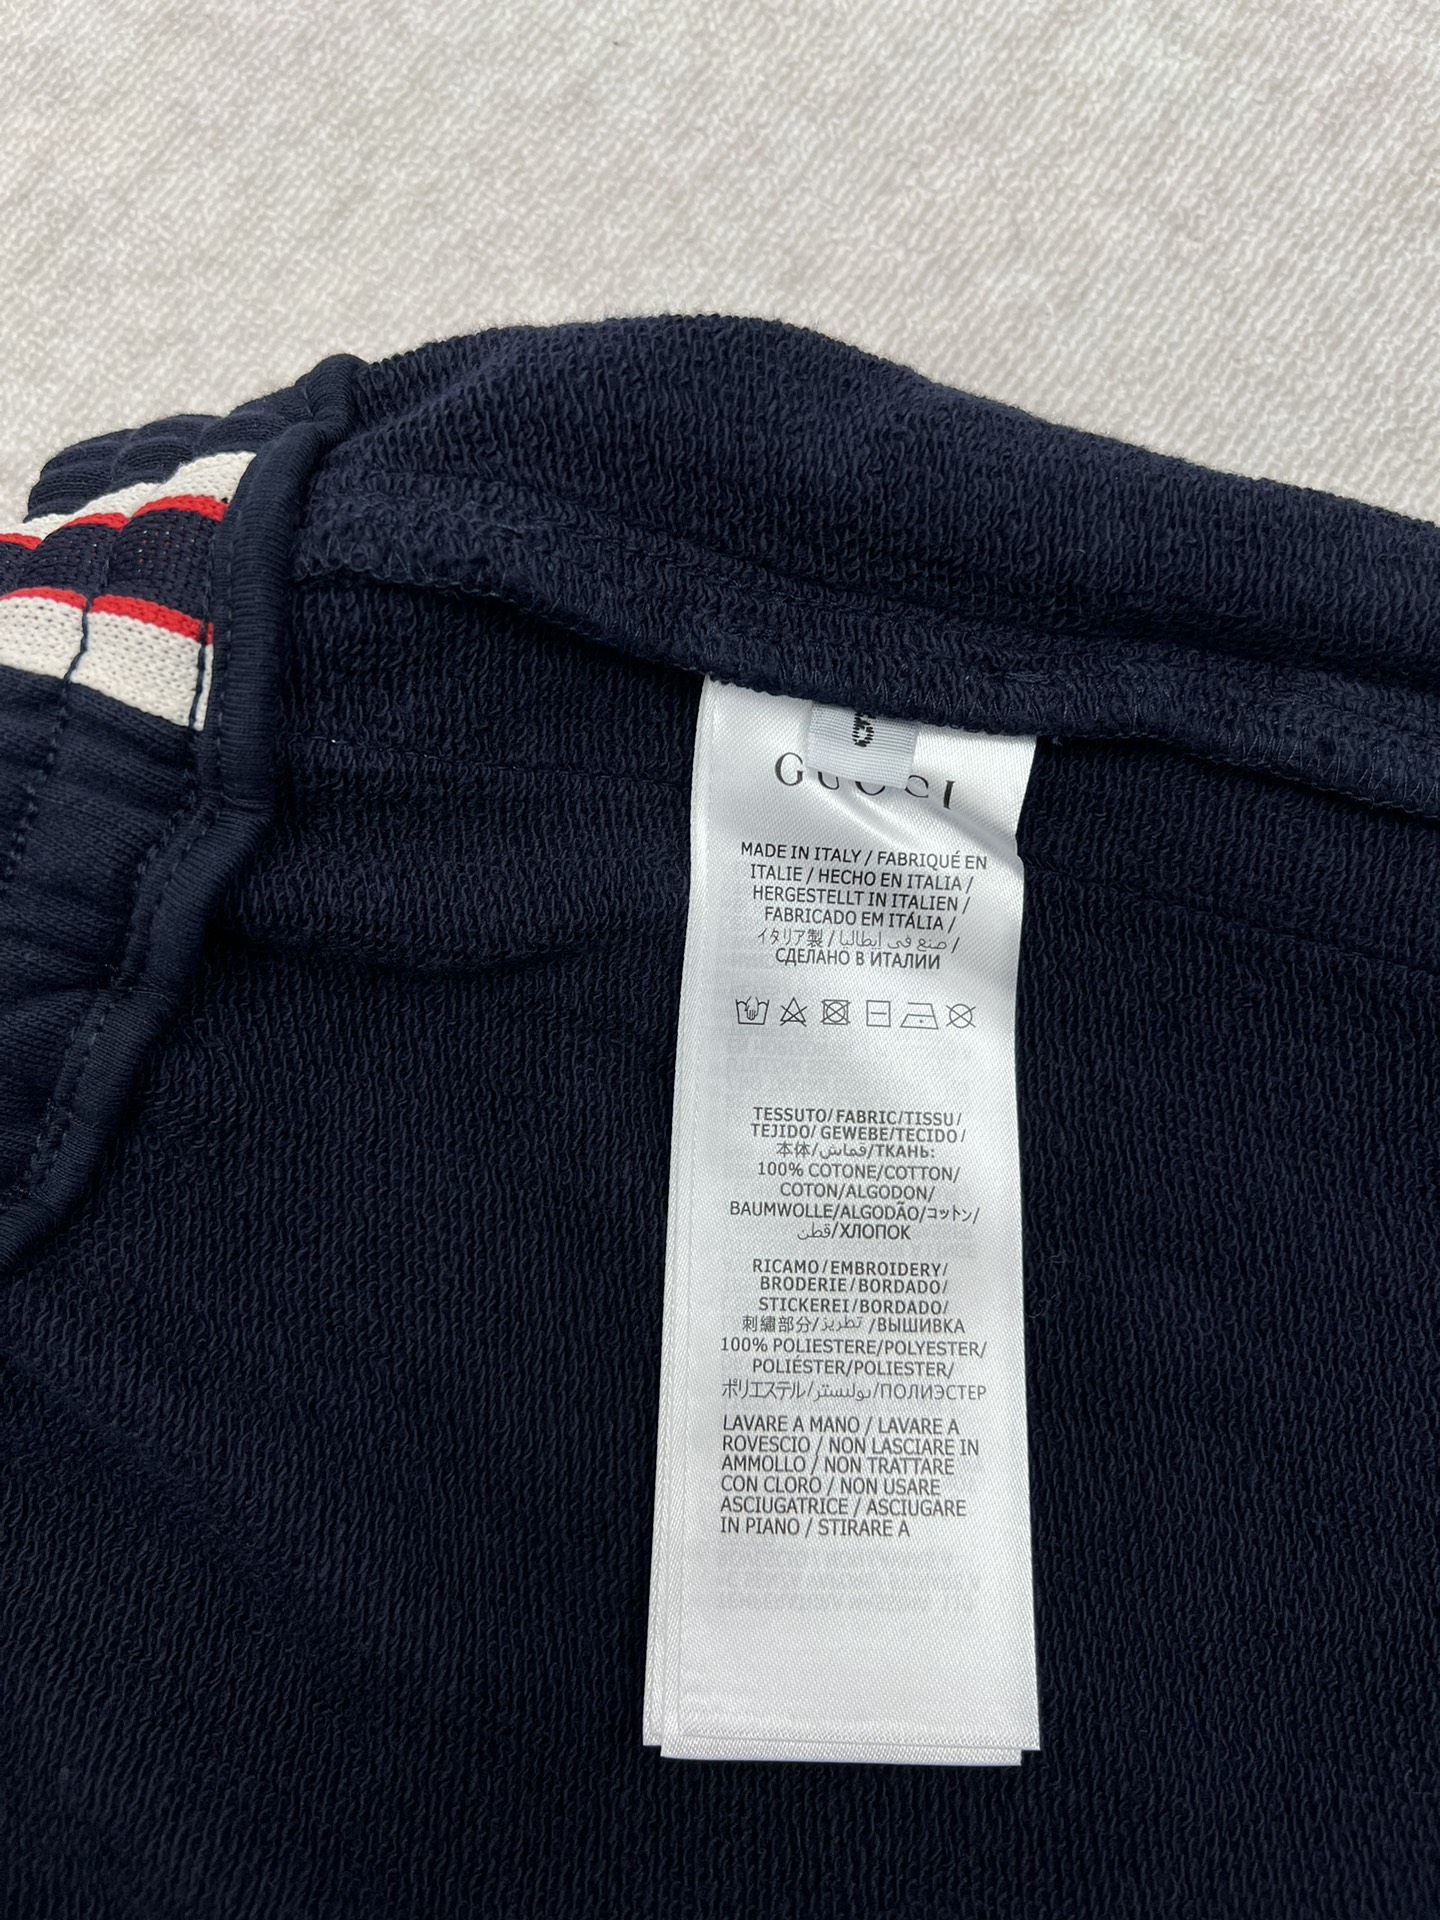 GUCCI
MADE IN ITALY / FABRIQUÉ EN
ITALIE / HECHO EN ITALIA /
HERGESTELLT IN ITALIEN /
FABRICADO EM ITÁLIA /
イタリア製 / صنع في إيطاليا /
СДЕЛАНО В ИТАЛИИ
TESSUTO/FABRIC/TISSU/
TEJIDO/GEWEBE/TECIDO/
本体/قماش/ТКАНЬ:
100% COTONE/COTTON/
COTON/ALGODON/
BAUMWOLLE/ALGODÃO/コットン/
قطن/ХЛОПОК
RICAMO/EMBROIDERY/
BRODERIE/BORDADO/
STICKEREI/BORDADO/
刺繍部分/تطريز/ВЫШИВКА
100% POLIESTERE/POLYESTER/
POLIÉSTER/POLIESTER/
ポリエステル/بولنستر/ПОЛИЭСТЕР
LAVARE A MANO / LAVARE A
ROVESCIO / NON LASCIARE IN
AMMOLLO / NON TRATTARE
CON CLORO / NON USARE
ASCIUGATRICE / ASCIUGARE
IN PIANO / STIRARE A